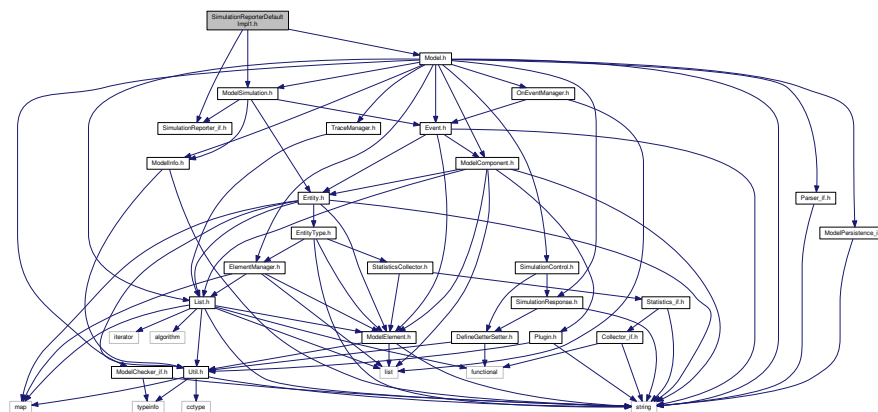 SimulationReporterDefault
Impl1.h
Model.h
ModelSimulation.h
OnEventManager.h
SimulationReporter_if.h
TraceManager.h
Event.h
ModelInfo.h
ModelComponent.h
Entity.h
Parser_if.h
EntityType.h
ModelPersistence_i
ElementManager.h
StatisticsCollector.h
SimulationControl.h
List.h
SimulationResponse.h
Statistics_if.h
iterator
algorithm
ModelElement.h
DefineGetterSetter.h
Plugin.h
Collector_if.h
ModelChecker_if.h
Util.h
list
functional
map
typeinfo
cctype
string